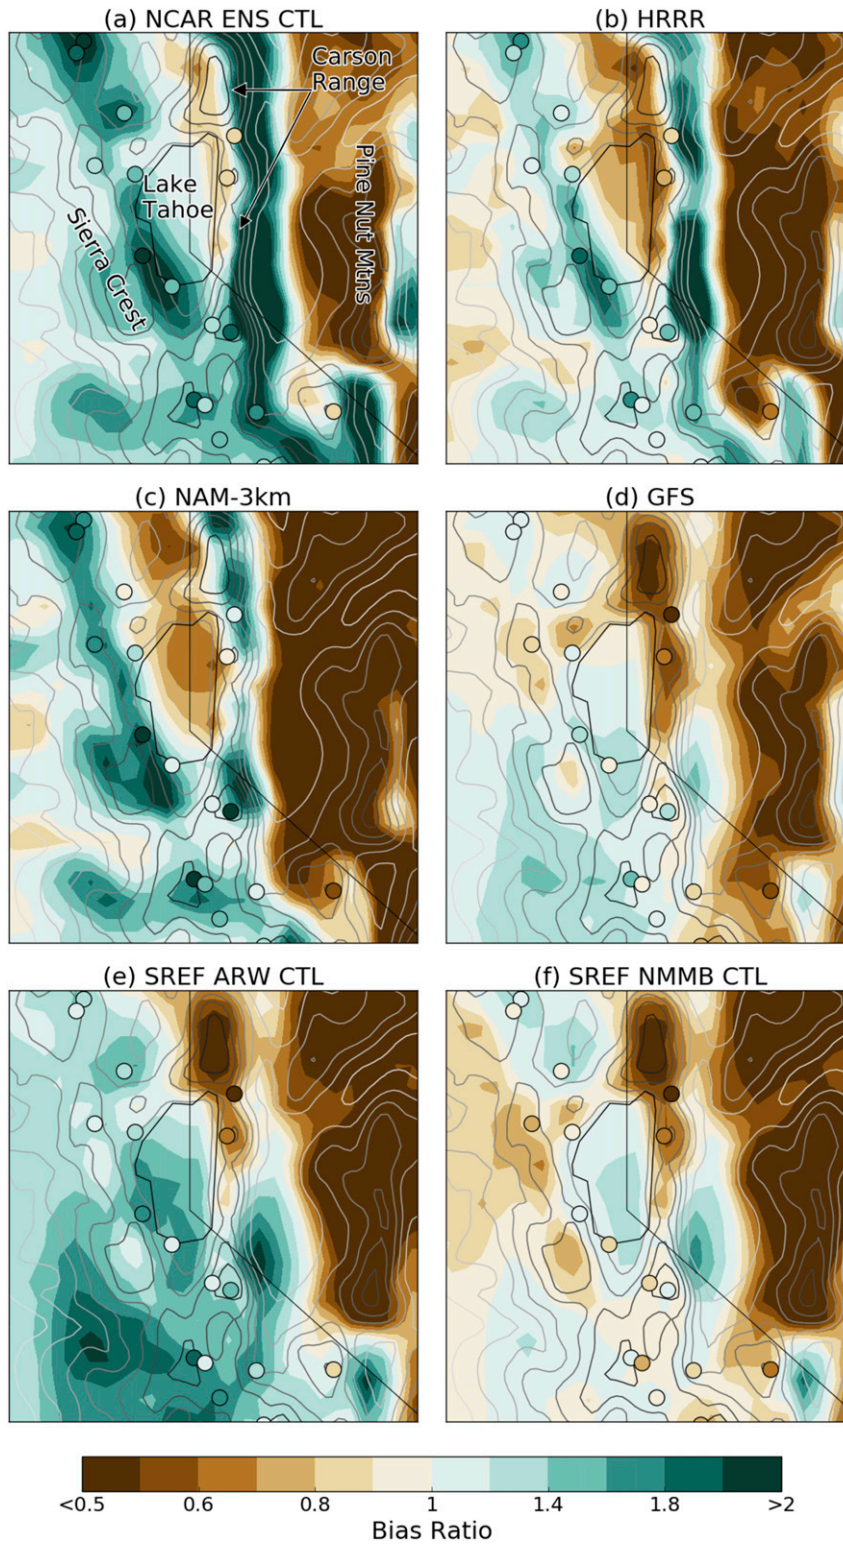 (a) NCAR ENS CTL
(b) HRRR
Carson
Range
Lake
Tahoe
Sierra Crest
Pine Nut Mtns
(c) NAM-3km
(d) GFS
(e) SREF ARW CTL
(f) SREF NMMB CTL
<0.5 0.6 0.8 1 1.4 1.8 >2
Bias Ratio